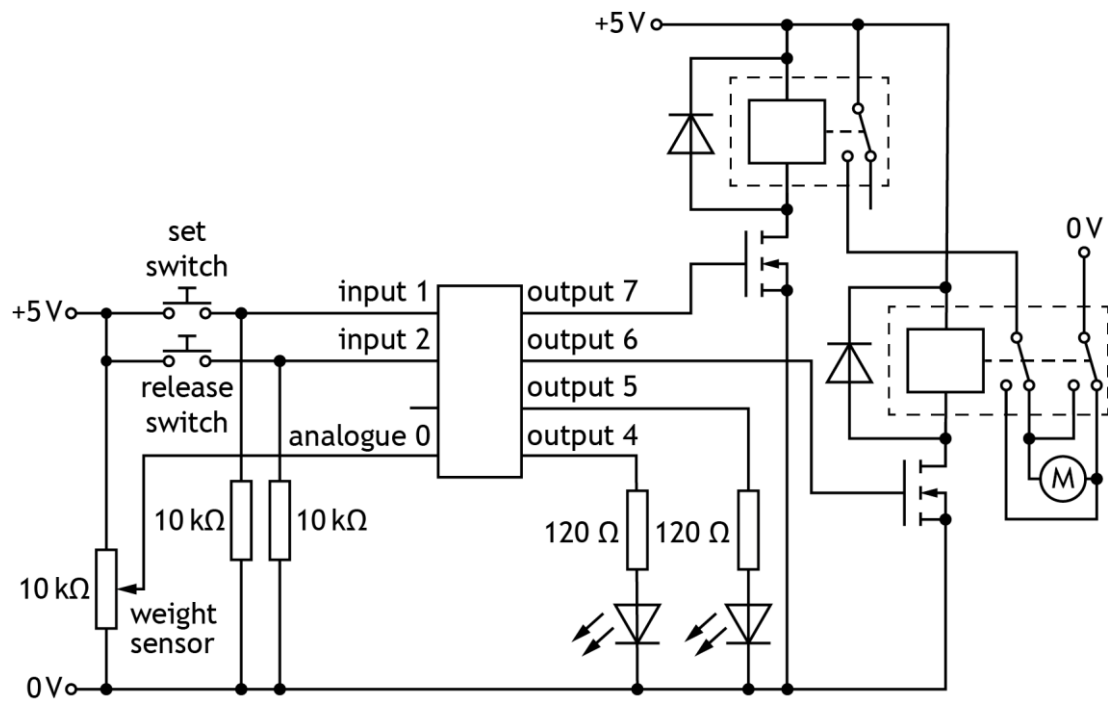 +5 V
0 V
set
switch
+5 V
input 1
output 7
input 2
output 6
release
switch
output 5
analogue 0
output 4
M
10 kΩ
10 kΩ
120 Ω
120 Ω
10 kΩ
weight
sensor
0 V